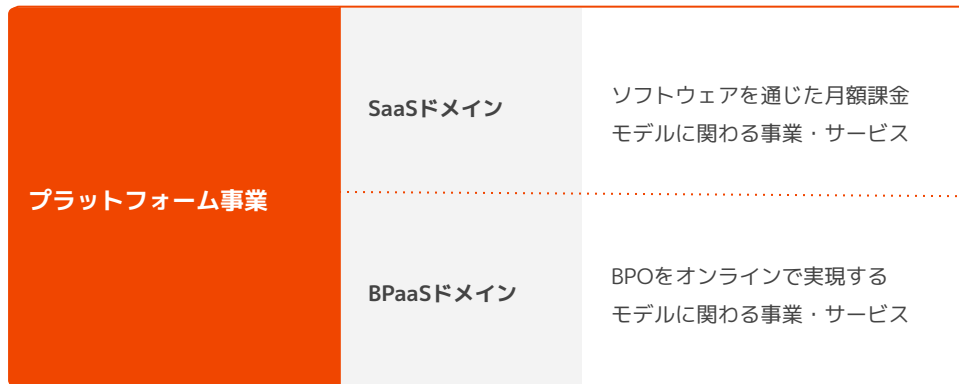 プラットフォーム事業
SaaSドメイン
ソフトウェアを通じた月額課金
モデルに関わる事業・サービス
BPaaSドメイン
BPOをオンラインで実現する
モデルに関わる事業・サービス